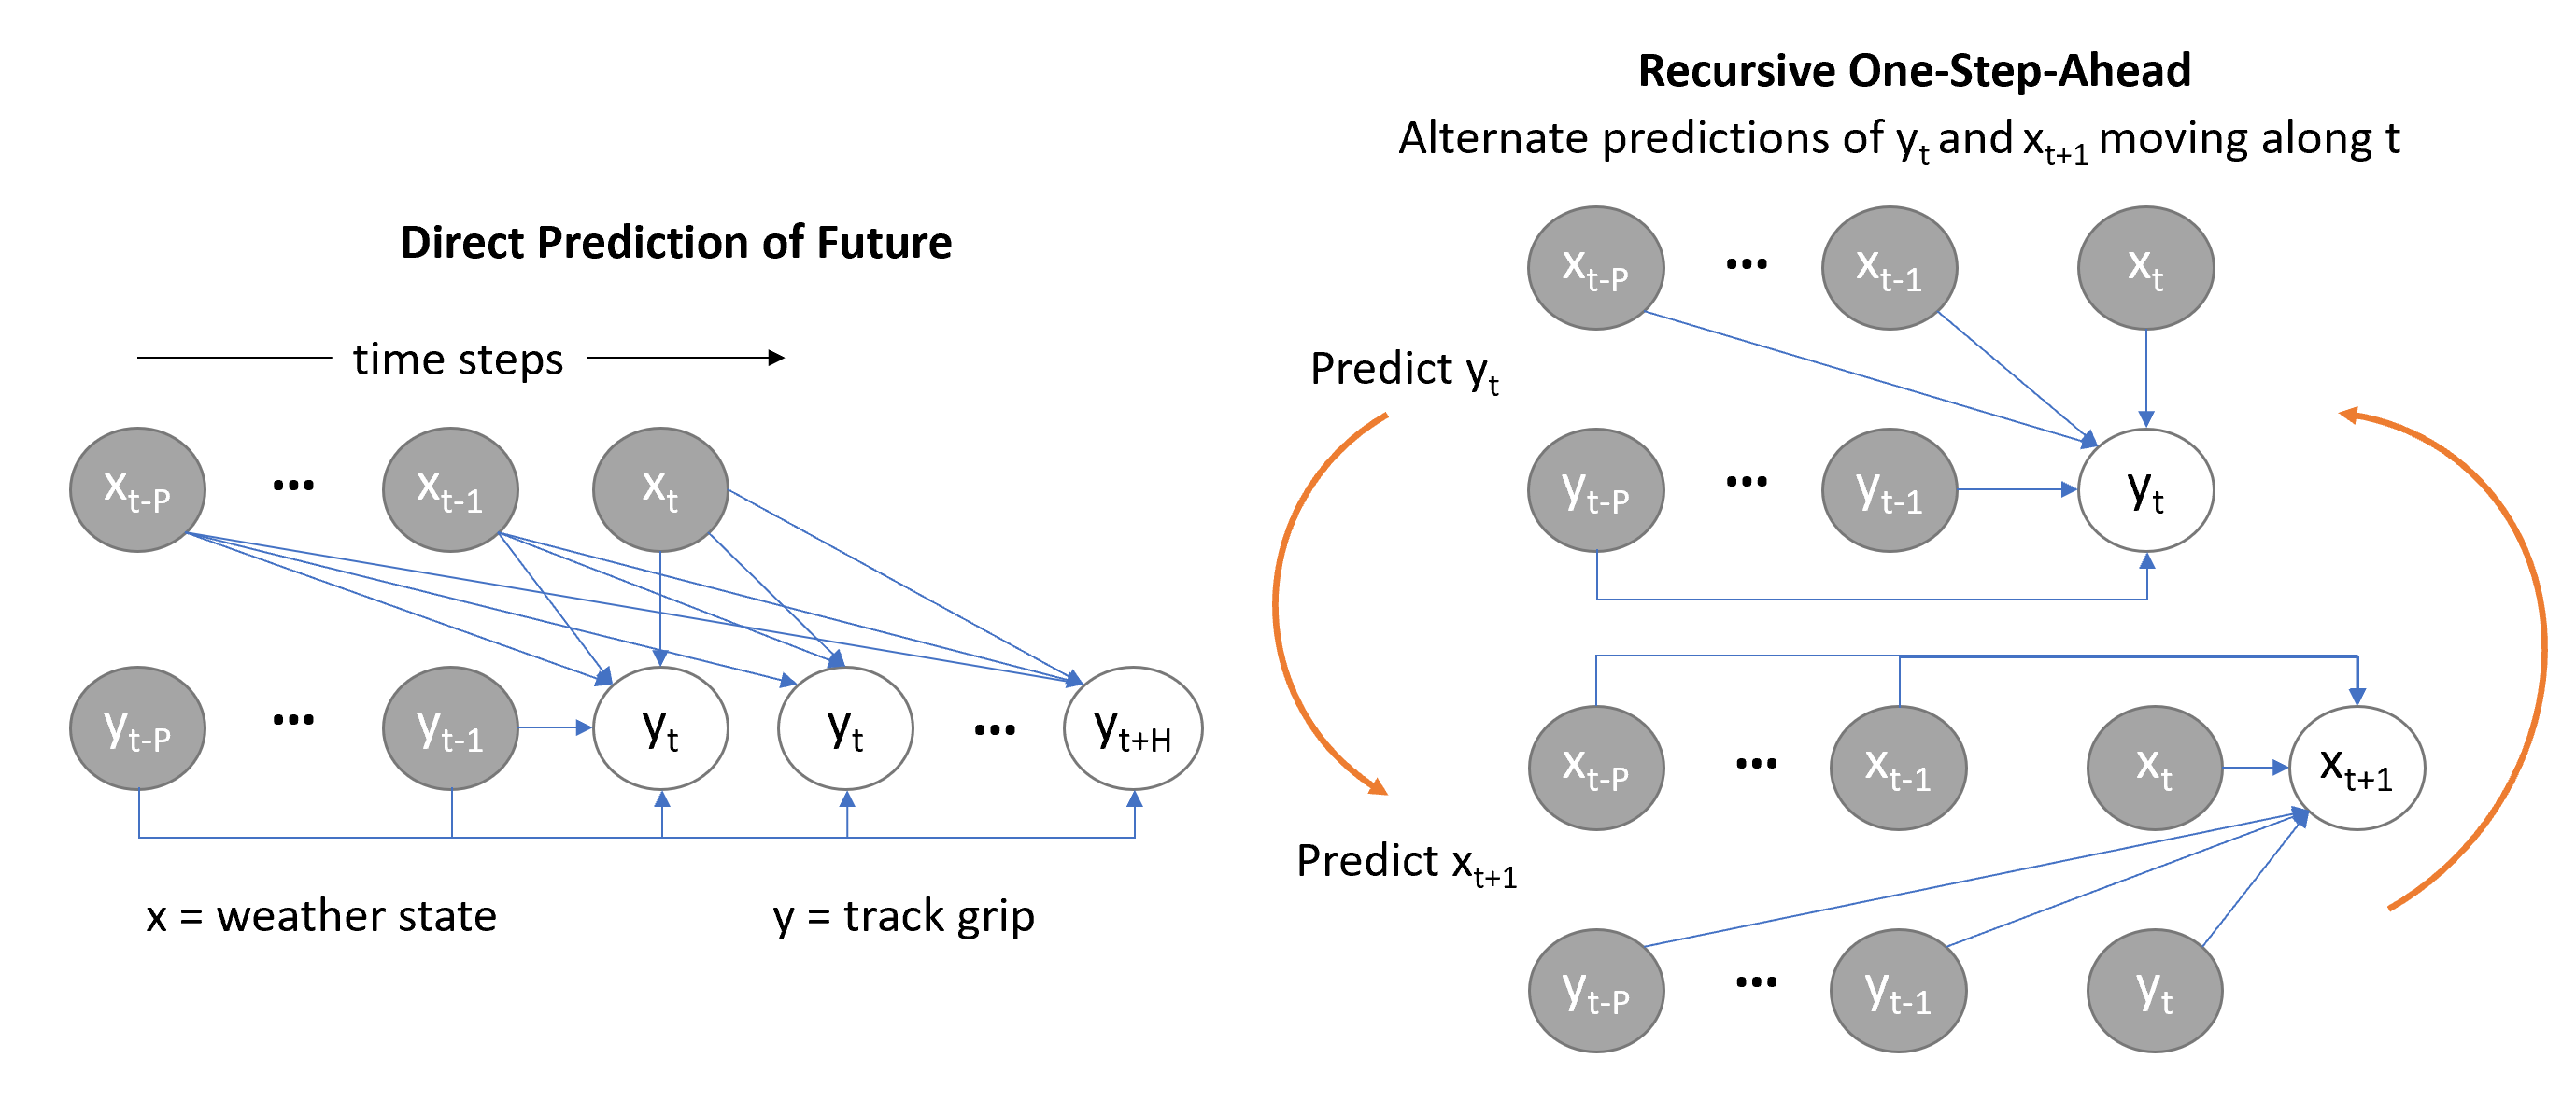 Direct Prediction of Future
time steps
x_{t-P} ... x_{t-1} x_t
y_{t-P} ... y_{t-1} y_t y_t ... y_{t+H}
x = weather state y = track grip
Recursive One-Step-Ahead
Alternate predictions of y_t and x_{t+1} moving along t
x_{t-P} ... x_{t-1} x_t
Predict y_t
y_{t-P} ... y_{t-1} y_t
x_{t-P} ... x_{t-1} x_t x_{t+1}
Predict x_{t+1}
y_{t-P} ... y_{t-1} y_t